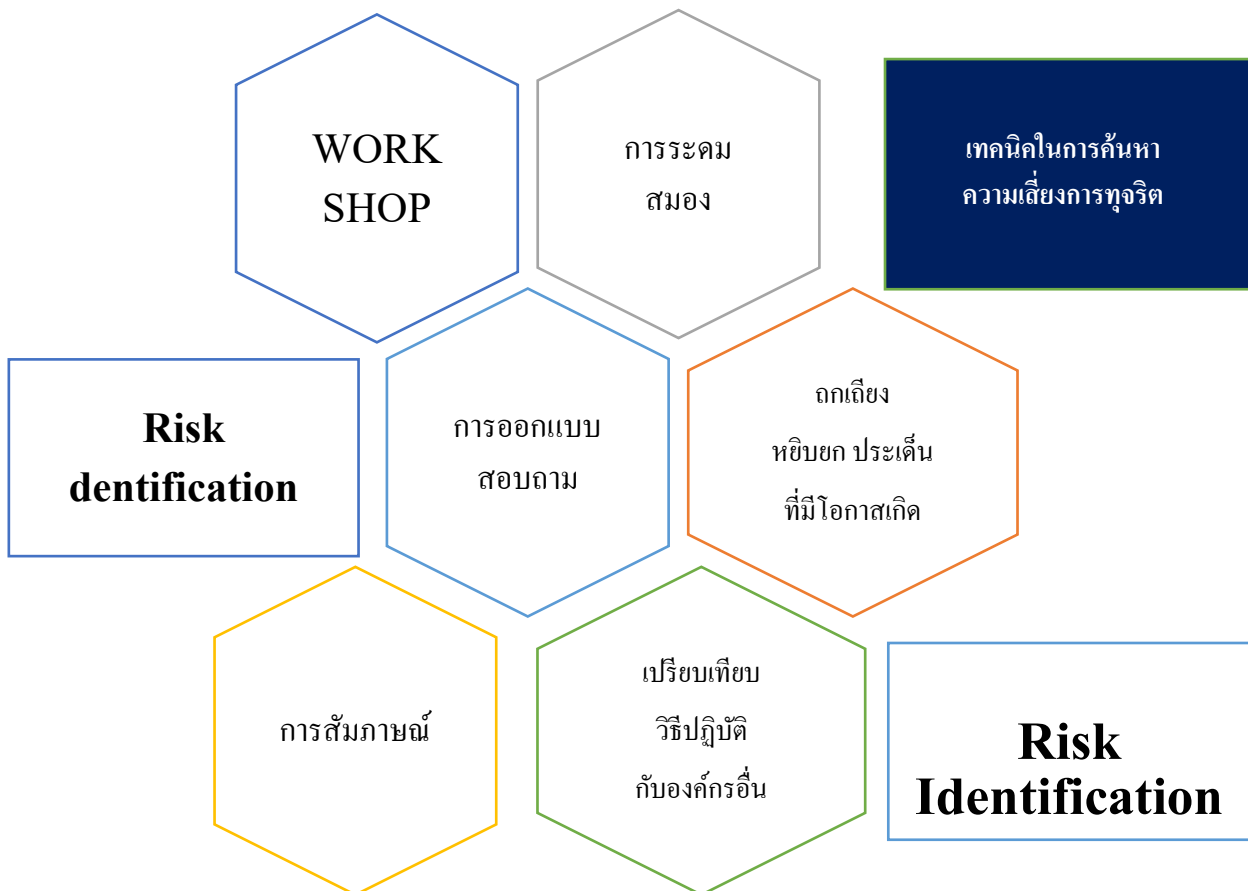 WORK
SHOP
การระดม
สมอง
เทคนิคในการค้นหา
ความเสี่ยงการทุจริต
Risk
dentification
การออกแบบ
สอบถาม
ถกเถียง
หยิบยก ประเด็น
ที่มีโอกาสเกิด
การสัมภาษณ์
เปรียบเทียบ
วิธีปฏิบัติ
กับองค์กรอื่น
Risk
Identification